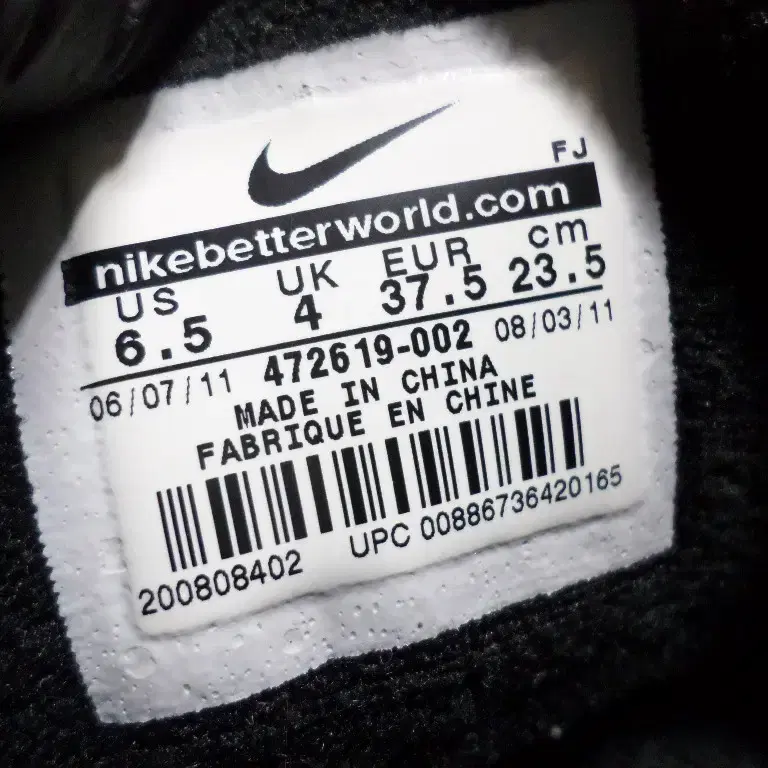 FJ
nikebetterworld.com
US UK EUR cm
6.5 4 37.5 23.5
06/07/11 472619-002 08/03/11
MADE IN CHINA
FABRIQUE EN CHINE
200808402 UPC 00886736420165